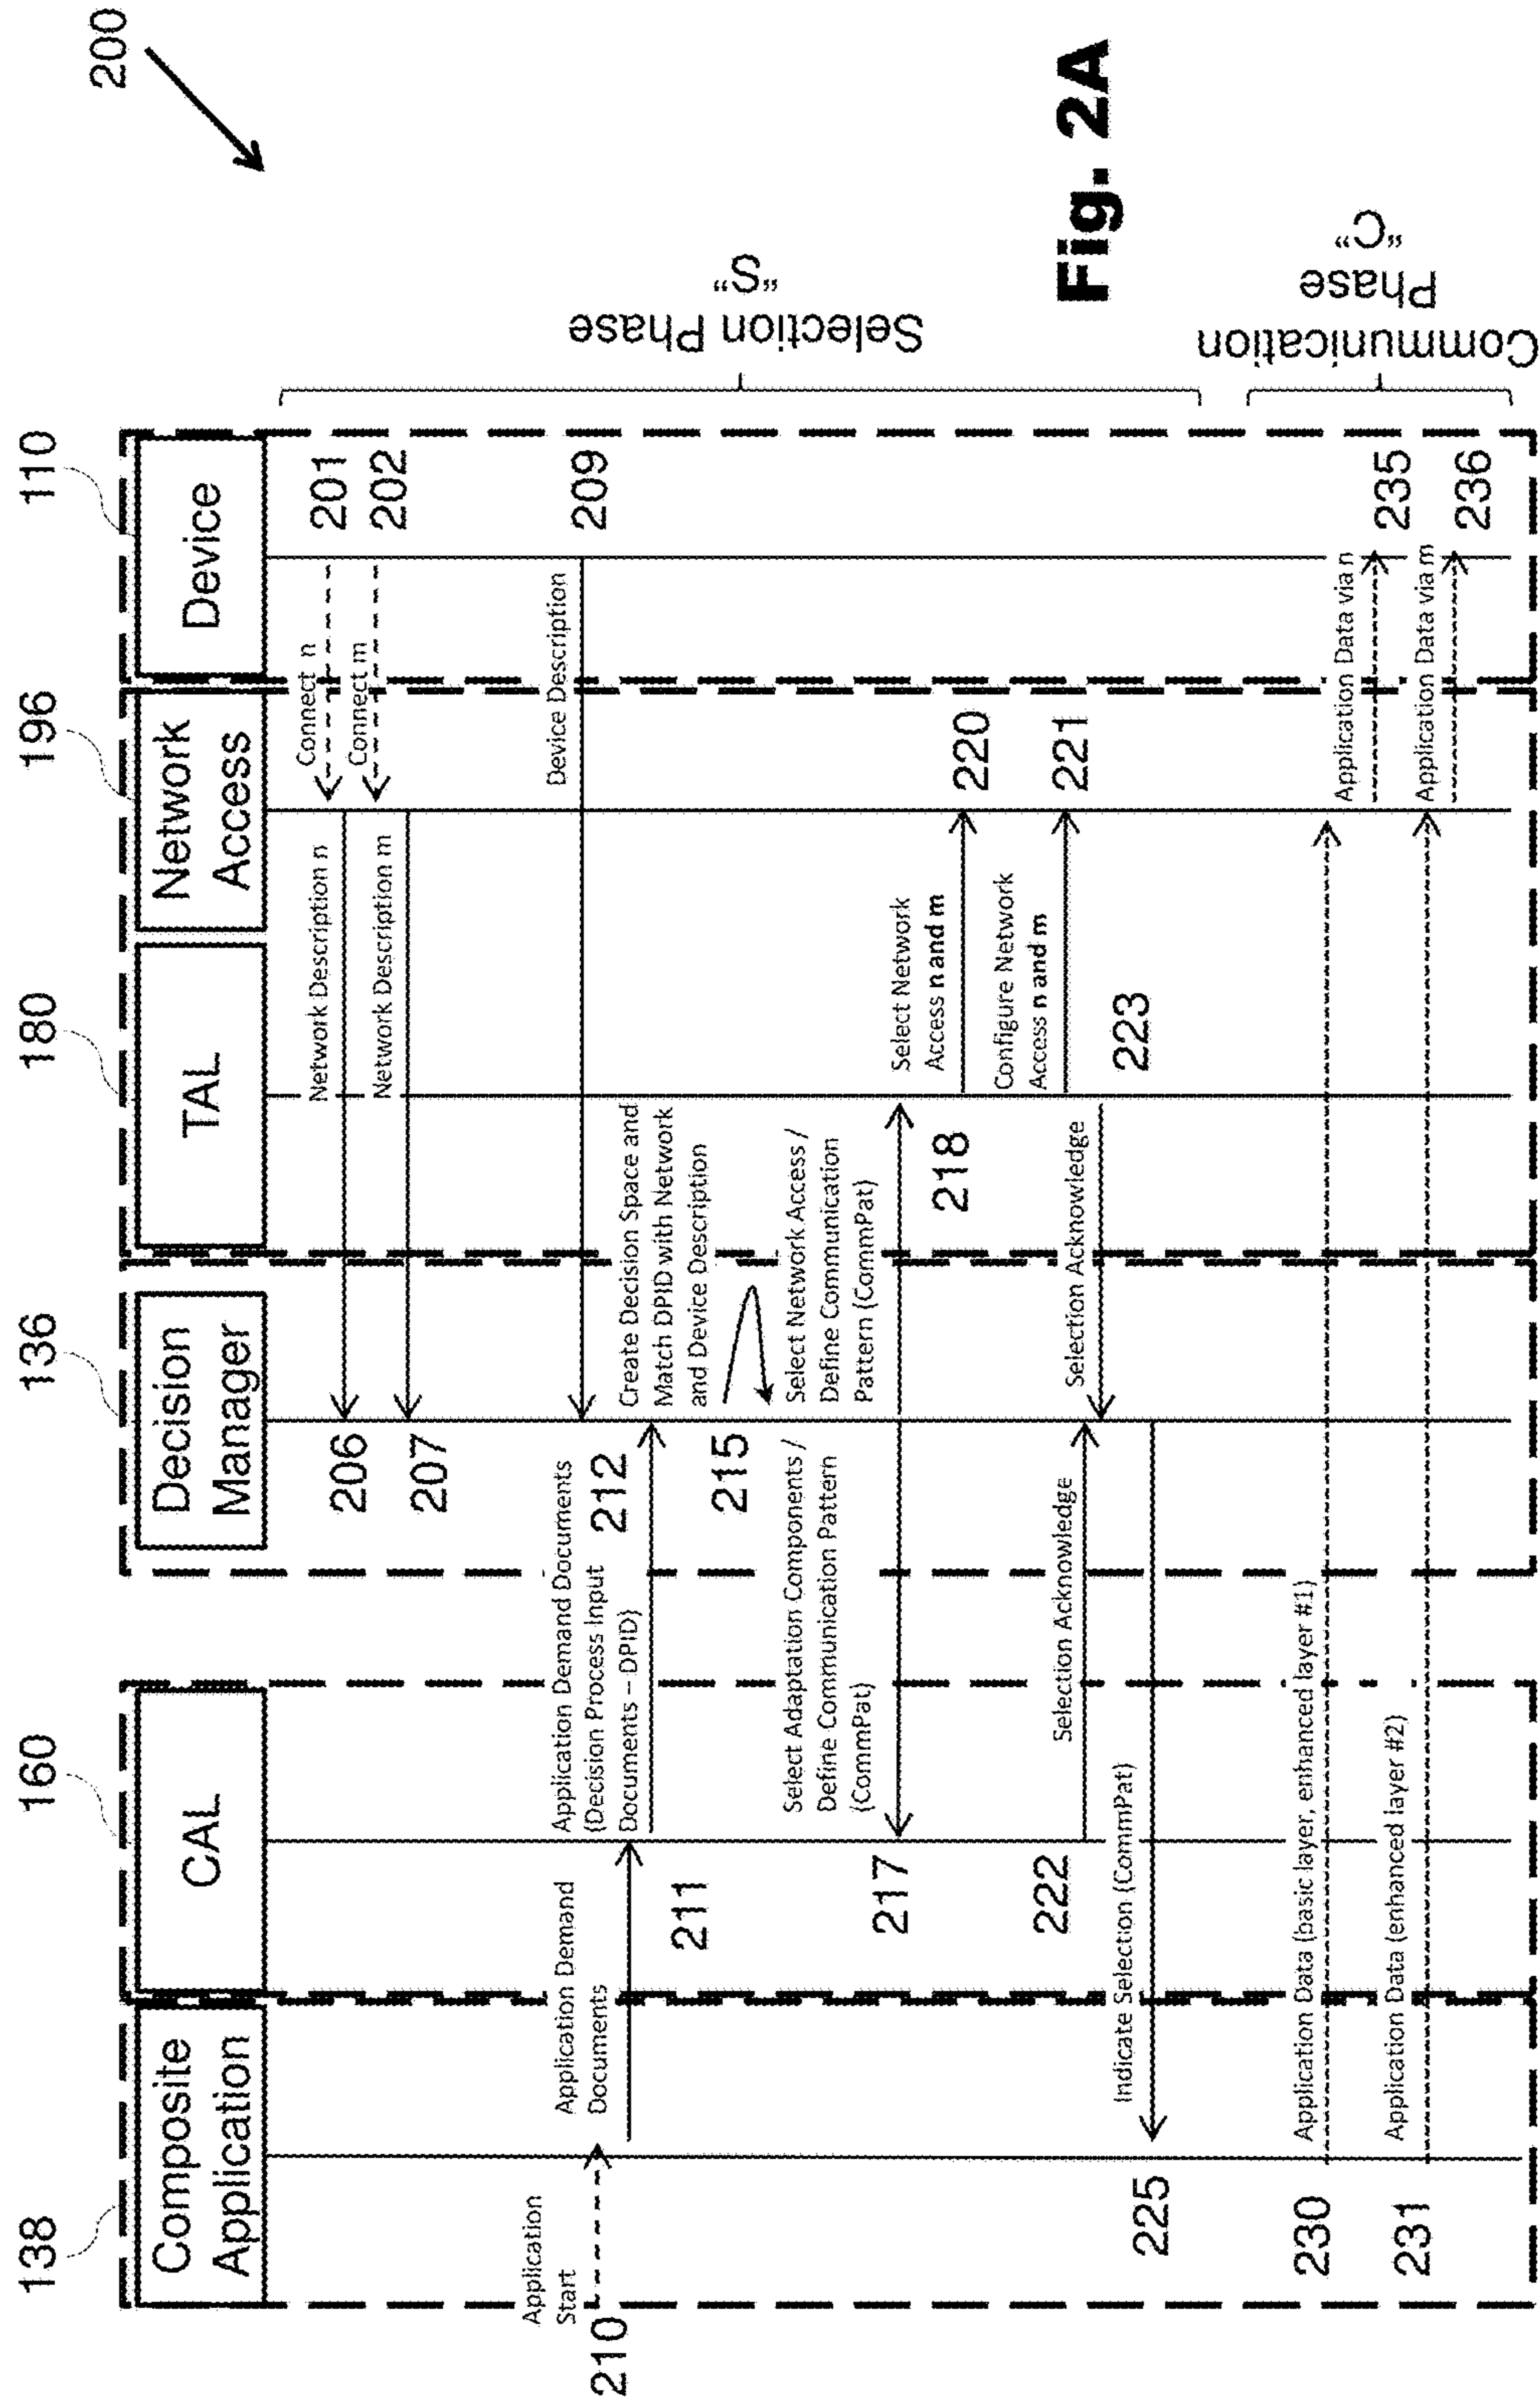 200
138
160
136
180
196
110
Composite
Application
CAL
Decision
Manager
TAL
Network
Access
Device
Connect n
201
Network Description n
206
Connect m
202
Network Description m
207
Device Description
209
Application
Start
210
Application Demand
Documents
211
Application Demand Documents
(Decision Process Input
Documents – DPID)
212
Create Decision Space and
Match DPID with Network
and Device Description
215
Select Adaptation Components /
Define Communication Pattern
(CommPat)
217
Select Network Access /
Define Communication
Pattern (CommPat)
218
Select Network
Access n and m
220
Configure Network
Access n and m
221
Selection Acknowledge
222
Selection Acknowledge
223
Indicate Selection (CommPat)
225
Application Data (basic layer, enhanced layer #1)
230
Application Data via n
235
Application Data (enhanced layer #2)
231
Application Data via m
236
Selection Phase
“S”
Communication
Phase
“C”
Fig. 2A